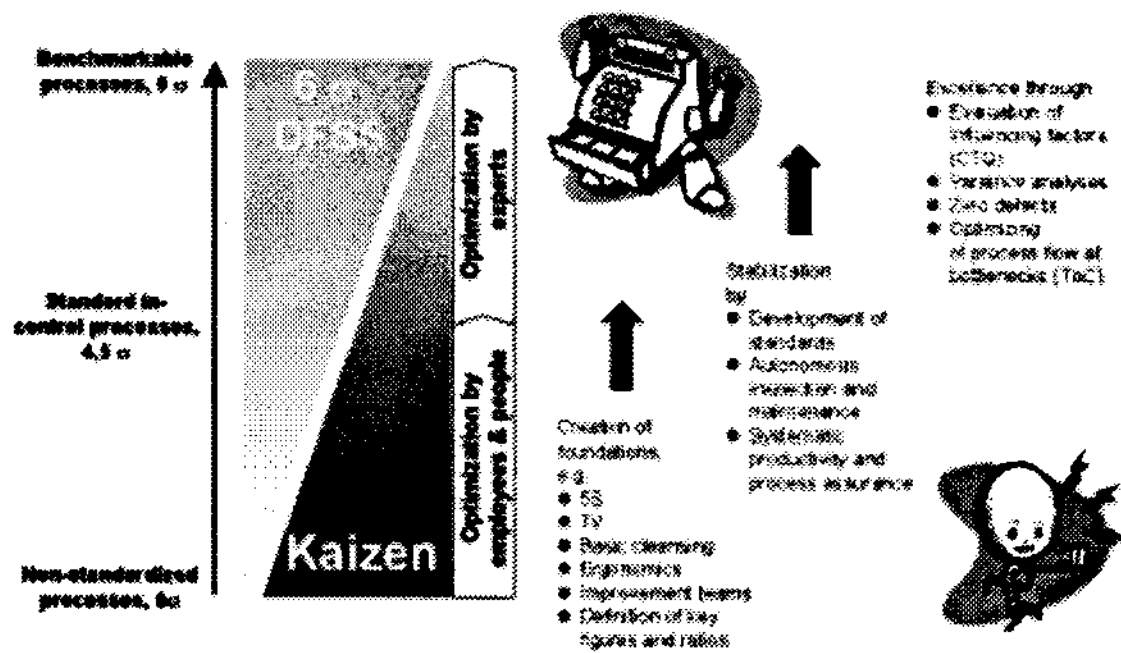 Benchmarkable
processes, 6 σ
Standard in-
control processes,
4,5 σ
Non-standardized
processes, 6σ
6 σ
DFSS
Kaizen
Optimization by
experts
Optimization by
employees & people
Creation of
foundations,
e.g.
5S
Basic cleansing
Ergonomics
Improvement teams
Definition of key
figures and ratios
Stabilization
by
Development of
standards
Autonomous
inspection and
maintenance
Systematic
productivity and
process assurance
Excellence through
Evaluation of
influencing factors
(CTQ)
Variance analyses
Zero defects
Optimizing
of process flow at
bottlenecks (ToC)